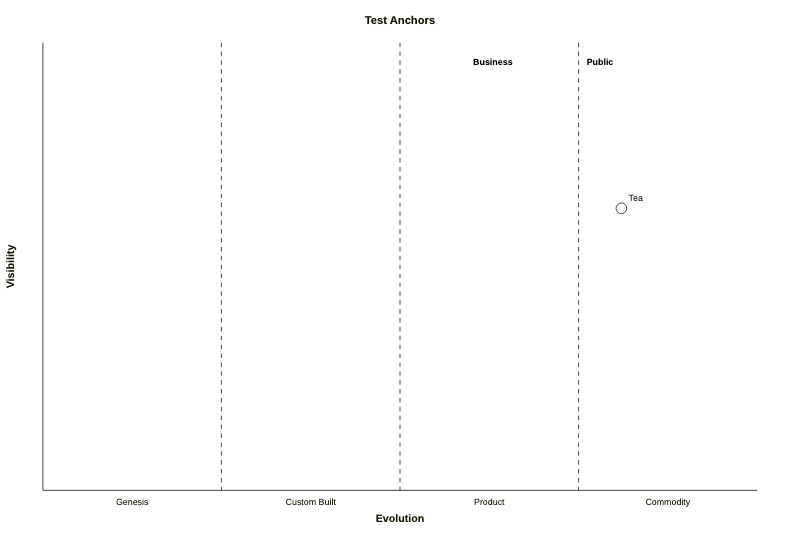 Test Anchors
Business
Public
Tea
Visibility
Genesis
Custom Built
Product
Commodity
Evolution